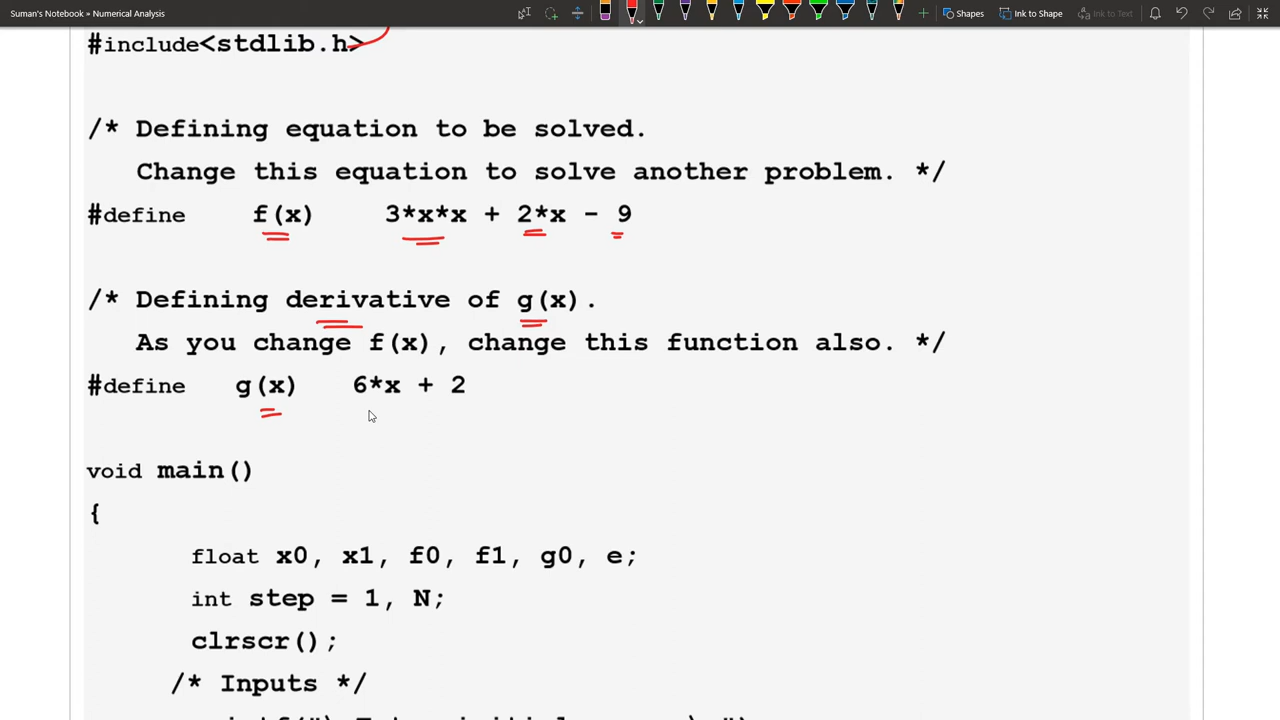 Suman's Notebook » Numerical Analysis
Shapes Ink to Shape Ink to Text
#include<stdlib.h>
/* Defining equation to be solved.
Change this equation to solve another problem. */
#define f(x) 3*x*x + 2*x - 9
/* Defining derivative of g(x).
As you change f(x), change this function also. */
#define g(x) 6*x + 2
void main()
{
float x0, x1, f0, f1, g0, e;
int step = 1, N;
clrscr();
/* Inputs */